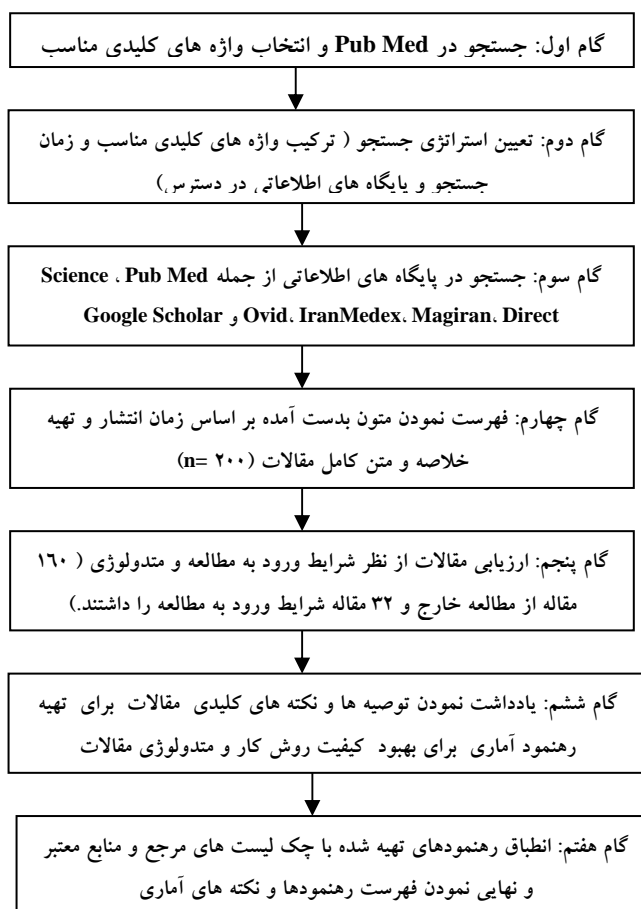 گام اول: جستجو در Pub Med و انتخاب واژه های کلیدی مناسب
گام دوم: تعیین استراتژی جستجو ( ترکیب واژه های کلیدی مناسب و زمان
جستجو و پایگاه های اطلاعاتی در دسترس)
گام سوم: جستجو در پایگاه های اطلاعاتی از جمله Science ، Pub Med
Ovid، IranMedex، Magiran، Direct و Google Scholar
گام چهارم: فهرست نمودن متون بدست آمده بر اساس زمان انتشار و تهیه
خلاصه و متن کامل مقالات (n= ۲۰۰)
گام پنجم: ارزیابی مقالات از نظر شرایط ورود به مطالعه و متدولوژی ( ۱۶۰
مقاله از مطالعه خارج و ۳۲ مقاله شرایط ورود به مطالعه را داشتند.)
گام ششم: یادداشت نمودن توصیه ها و نکته های کلیدی مقالات برای تهیه
رهنمود آماری برای بهبود کیفیت روش کار و متدولوژی مقالات
گام هفتم: انطباق رهنمودهای تهیه شده با چک لیست های مرجع و منابع معتبر
و نهایی نمودن فهرست رهنمودها و نکته های آماری